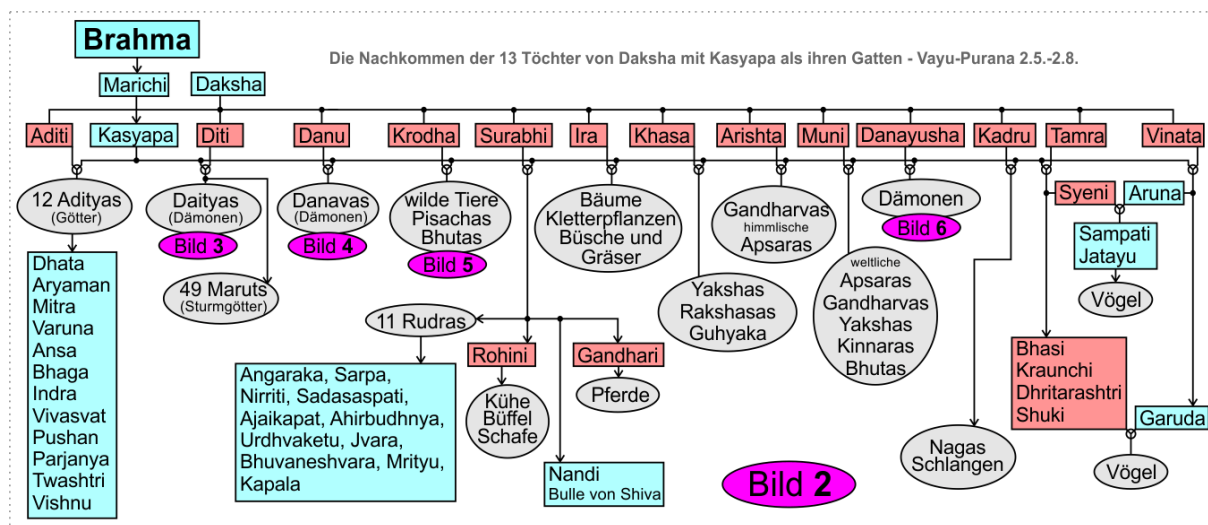 Brahma
Die Nachkommen der 13 Töchter von Daksha mit Kasyapa als ihren Gatten - Vayu-Purana 2.5.-2.8.
Marichi
Daksha
Aditi
Kasyapa
Diti
Danu
Krodha
Surabhi
Ira
Khasa
Arishta
Muni
Danayusha
Kadru
Tamra
Vinata
12 Adityas
(Götter)
Daityas
(Dämonen)
Bild 3
Danavas
(Dämonen)
Bild 4
wilde Tiere
Pisachas
Bhutas
Bild 5
Bäume
Kletterpflanzen
Büsche und
Gräser
Gandharvas
himmlische
Apsaras
Dämonen
Bild 6
Syeni
Aruna
Sampati
Jatayu
Vögel
Dhata
Aryaman
Mitra
Varuna
Ansa
Bhaga
Indra
Vivasvat
Pushan
Parjanya
Twashtri
Vishnu
49 Maruts
(Sturmgötter)
11 Rudras
Rohini
Gandhari
Yakshas
Rakshasas
Guhyaka
weltliche
Apsaras
Gandharvas
Yakshas
Kinnaras
Bhutas
Angaraka, Sarpa,
Nirriti, Sadasaspati,
Ajaikapat, Ahirbudhnya,
Urdhvaketu, Jvara,
Bhuvaneshvara, Mrityu,
Kapala
Kühe
Büffel
Schafe
Pferde
Nandi
Bulle von Shiva
Bild 2
Nagas
Schlangen
Bhasi
Kraunchi
Dhritarashtri
Shuki
Garuda
Vögel